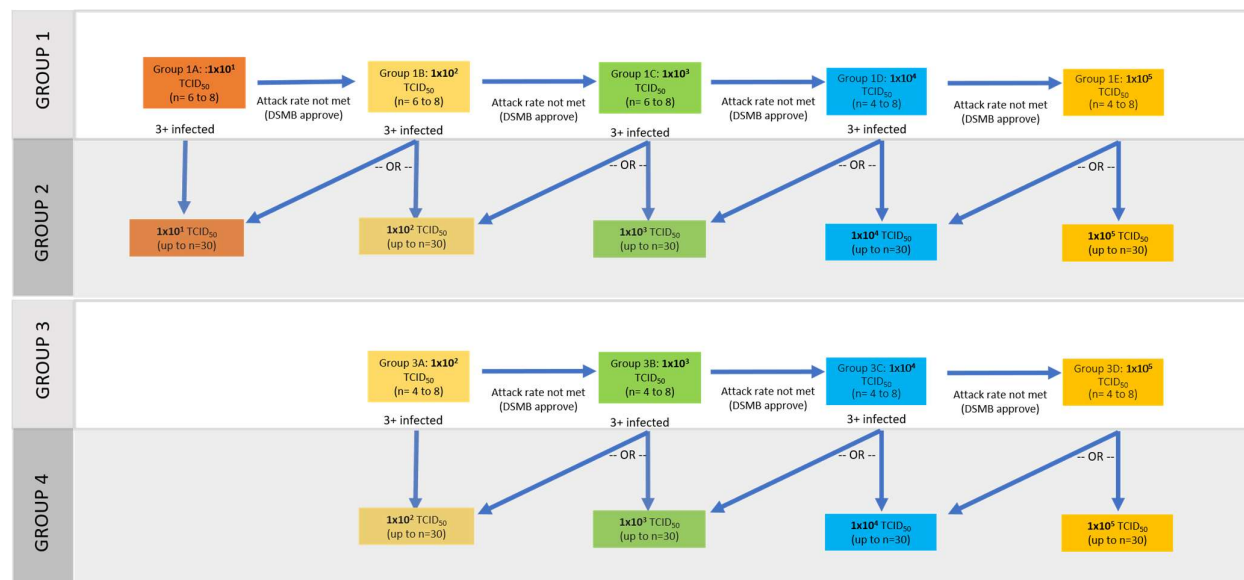 GROUP 1
Group 1A: :1x10¹
TCID₅₀
(n= 6 to 8)
Attack rate not met
(DSMB approve)
Group 1B: 1x10²
TCID₅₀
(n= 6 to 8)
Attack rate not met
(DSMB approve)
Group 1C: 1x10³
TCID₅₀
(n= 6 to 8)
Attack rate not met
(DSMB approve)
Group 1D: 1x10⁴
TCID₅₀
(n= 4 to 8)
Attack rate not met
(DSMB approve)
Group 1E: 1x10⁵
TCID₅₀
(n= 4 to 8)
3+ infected
3+ infected
3+ infected
3+ infected
GROUP 2
-- OR --
-- OR --
-- OR --
-- OR --
1x10¹ TCID₅₀
(up to n=30)
1x10² TCID₅₀
(up to n=30)
1x10³ TCID₅₀
(up to n=30)
1x10⁴ TCID₅₀
(up to n=30)
1x10⁵ TCID₅₀
(up to n=30)
GROUP 3
Group 3A: 1x10²
TCID₅₀
(n= 4 to 8)
Attack rate not met
(DSMB approve)
Group 3B: 1x10³
TCID₅₀
(n= 4 to 8)
Attack rate not met
(DSMB approve)
Group 3C: 1x10⁴
TCID₅₀
(n= 4 to 8)
Attack rate not met
(DSMB approve)
Group 3D: 1x10⁵
TCID₅₀
(n= 4 to 8)
3+ infected
3+ infected
3+ infected
GROUP 4
-- OR --
-- OR --
-- OR --
1x10² TCID₅₀
(up to n=30)
1x10³ TCID₅₀
(up to n=30)
1x10⁴ TCID₅₀
(up to n=30)
1x10⁵ TCID₅₀
(up to n=30)